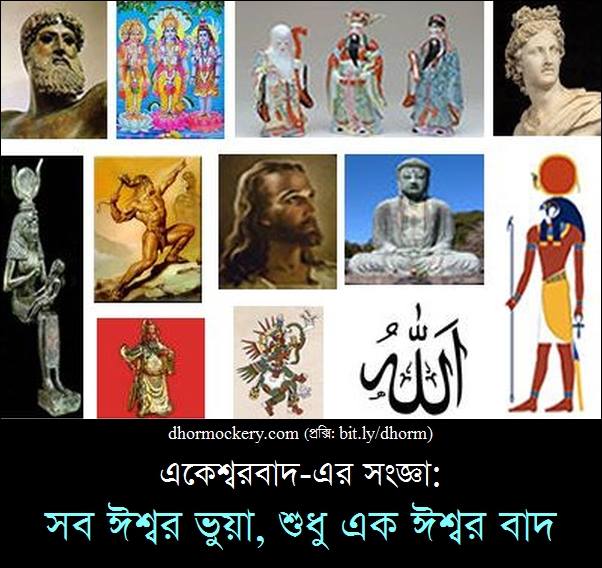 الله
dhormockery.com (প্রক্সি: bit.ly/dhorm)
একেশ্বরবাদ-এর সংজ্ঞা:
সব ঈশ্বর ভুয়া, শুধু এক ঈশ্বর বাদ